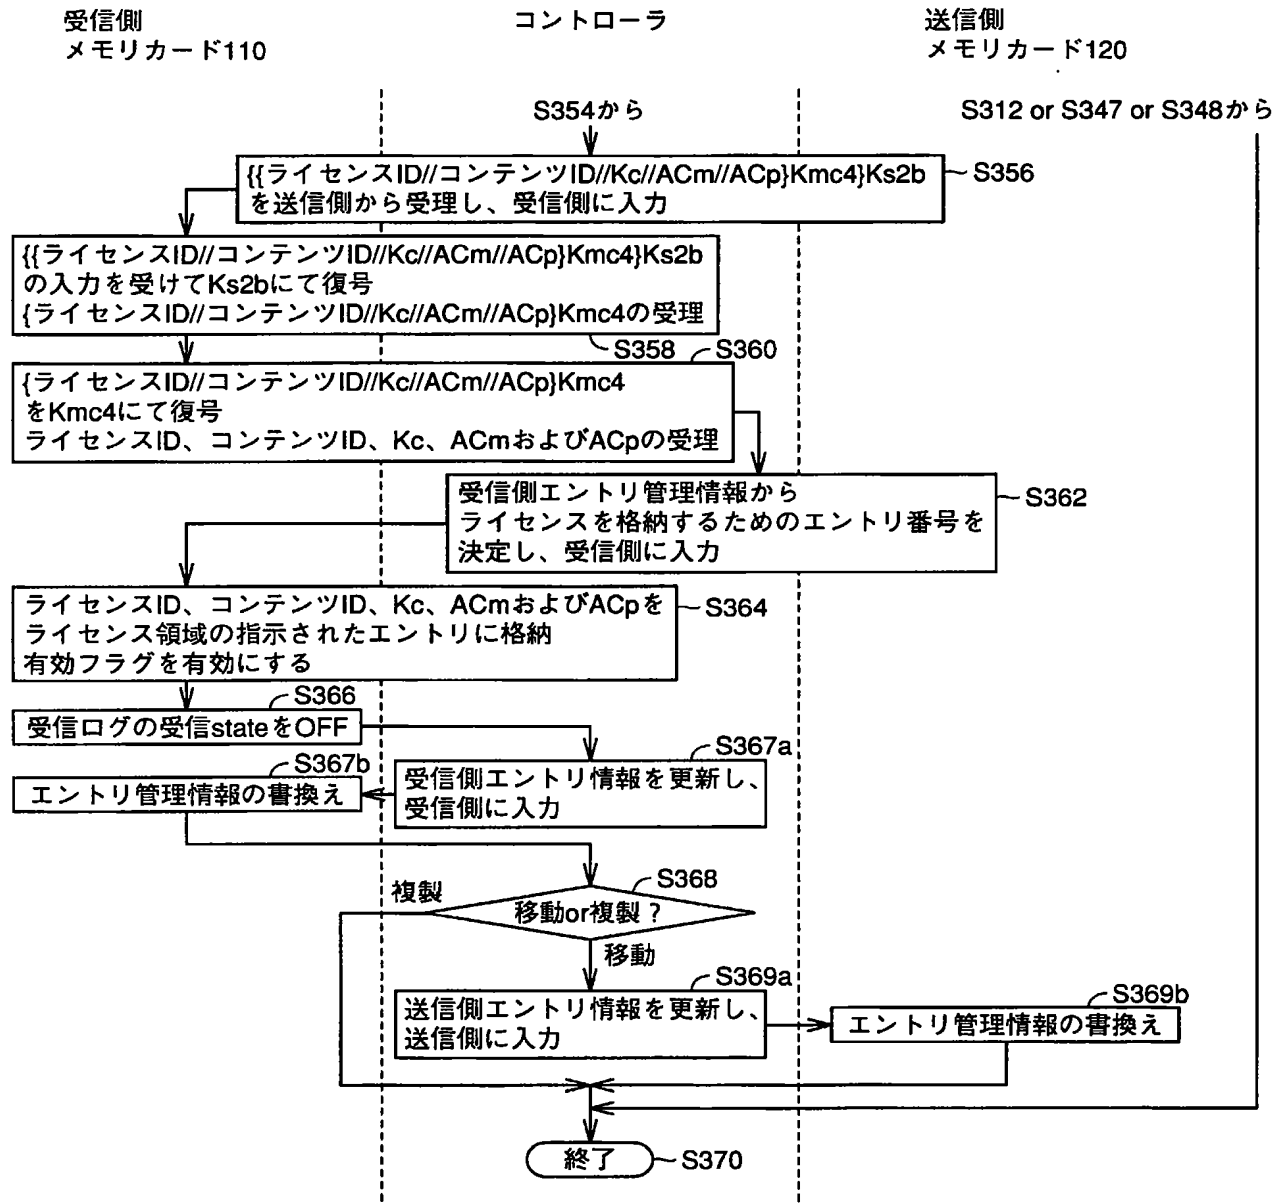 受信側
メモリカード110
コントローラ
送信側
メモリカード120
S354から
S312 or S347 or S348から
{{ライセンスID//コンテンツID//Kc//ACm//ACp}Kmc4}Ks2b
を送信側から受理し、受信側に入力
S356
{{ライセンスID//コンテンツID//Kc//ACm//ACp}Kmc4}Ks2b
の入力を受けてKs2bにて復号
{ライセンスID//コンテンツID//Kc//ACm//ACp}Kmc4の受理
S358
S360
{ライセンスID//コンテンツID//Kc//ACm//ACp}Kmc4
をKmc4にて復号
ライセンスID、コンテンツID、Kc、ACmおよびACpの受理
受信側エントリ管理情報から
ライセンスを格納するためのエントリ番号を
決定し、受信側に入力
S362
ライセンスID、コンテンツID、Kc、ACmおよびACpを
ライセンス領域の指示されたエントリに格納
有効フラグを有効にする
S364
S366
受信ログの受信stateをOFF
S367a
受信側エントリ情報を更新し、
受信側に入力
S367b
エントリ管理情報の書換え
S368
複製
移動or複製？
移動
S369a
送信側エントリ情報を更新し、
送信側に入力
S369b
エントリ管理情報の書換え
終了
S370